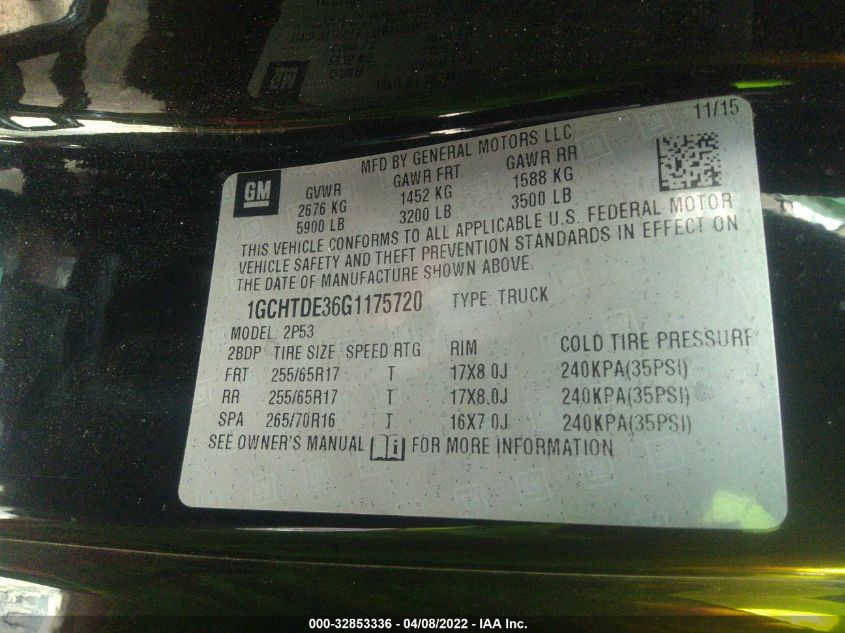 11/15
MFD BY GENERAL MOTORS LLC
GM
GVWR GAWR FRT GAWR RR
2676 KG 1452 KG 1588 KG
5900 LB 3200 LB 3500 LB
THIS VEHICLE CONFORMS TO ALL APPLICABLE U.S. FEDERAL MOTOR
VEHICLE SAFETY AND THEFT PREVENTION STANDARDS IN EFFECT ON
THE DATE OF MANUFACTURE SHOWN ABOVE.
1GCHTDE36G1175720 TYPE: TRUCK
MODEL: 2P53
2BDP TIRE SIZE SPEED RTG RIM COLD TIRE PRESSURE
FRT 255/65R17 T 17X8.0J 240KPA(35PSI)
RR 255/65R17 T 17X8.0J 240KPA(35PSI)
SPA 265/70R16 T 16X7.0J 240KPA(35PSI)
SEE OWNER'S MANUAL FOR MORE INFORMATION
000-32853336 - 04/08/2022 - IAA Inc.